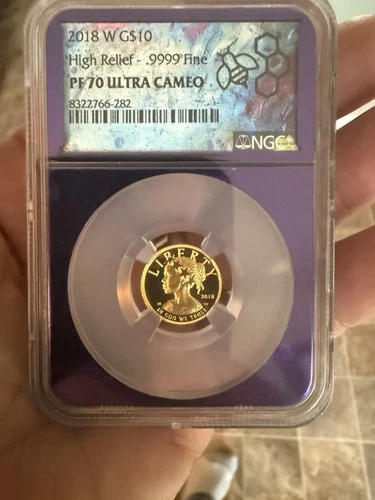 2018 W G$10
High Relief - .9999 Fine
PF 70 ULTRA CAMEO
8322766-282
NGC
LIBERTY
2018
IN GOD WE TRUST